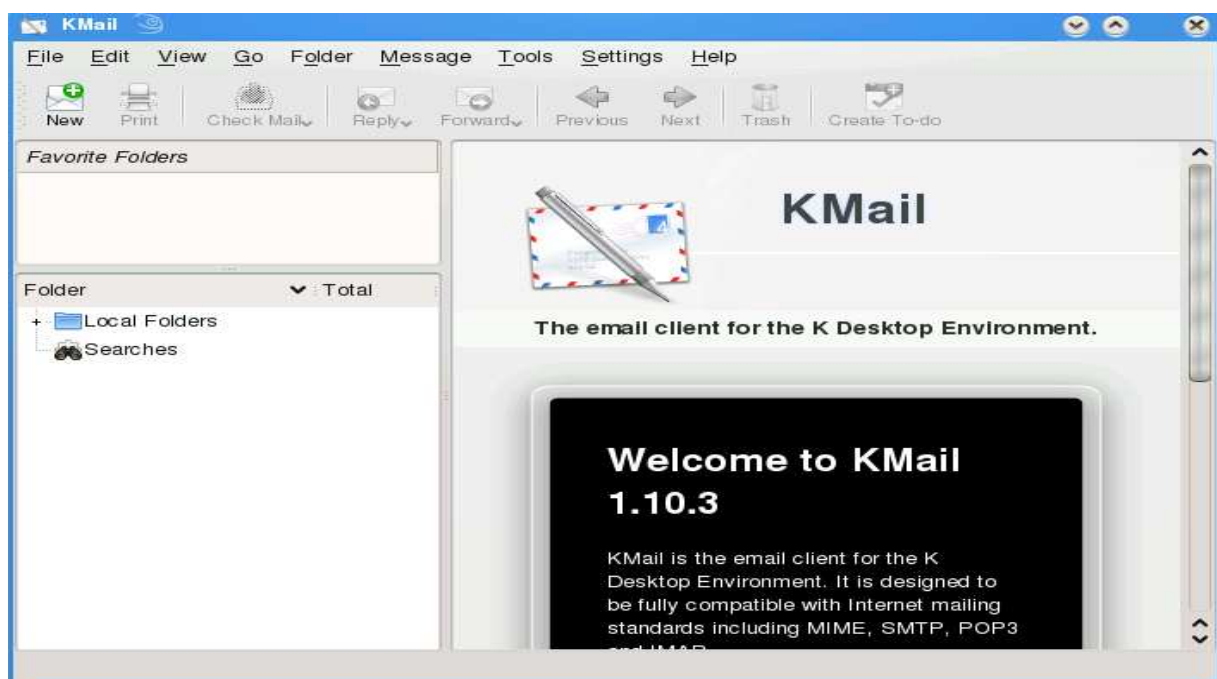 KMail
File Edit View Go Folder Message Tools Settings Help
New Print Check Mail Reply Forward Previous Next Trash Create To-do
Favorite Folders
Folder Total
Local Folders
Searches
KMail
The email client for the K Desktop Environment.
Welcome to KMail
1.10.3
KMail is the email client for the K
Desktop Environment. It is designed to
be fully compatible with Internet mailing
standards including MIME, SMTP, POP3
and IMAP